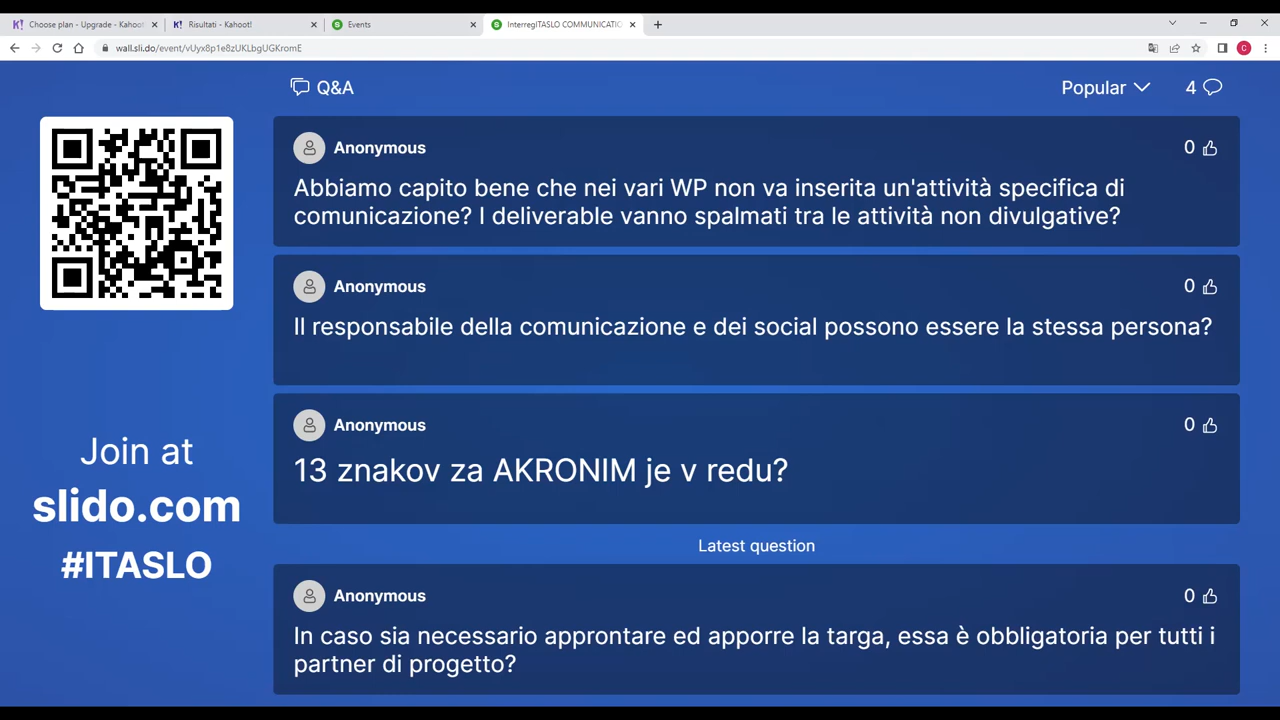 Choose plan - Upgrade - Kahoot!
Risultati - Kahoot!
Events
InterregITASLO COMMUNICATIO
wall.sli.do/event/vUyx8p1e8zUKLbgUGKromE
C
Q&A
Popular
4
Anonymous
0
Abbiamo capito bene che nei vari WP non va inserita un'attività specifica di
comunicazione? I deliverable vanno spalmati tra le attività non divulgative?
Anonymous
0
Il responsabile della comunicazione e dei social possono essere la stessa persona?
Anonymous
0
13 znakov za AKRONIM je v redu?
Join at
slido.com
#ITASLO
Latest question
Anonymous
0
In caso sia necessario approntare ed apporre la targa, essa è obbligatoria per tutti i
partner di progetto?